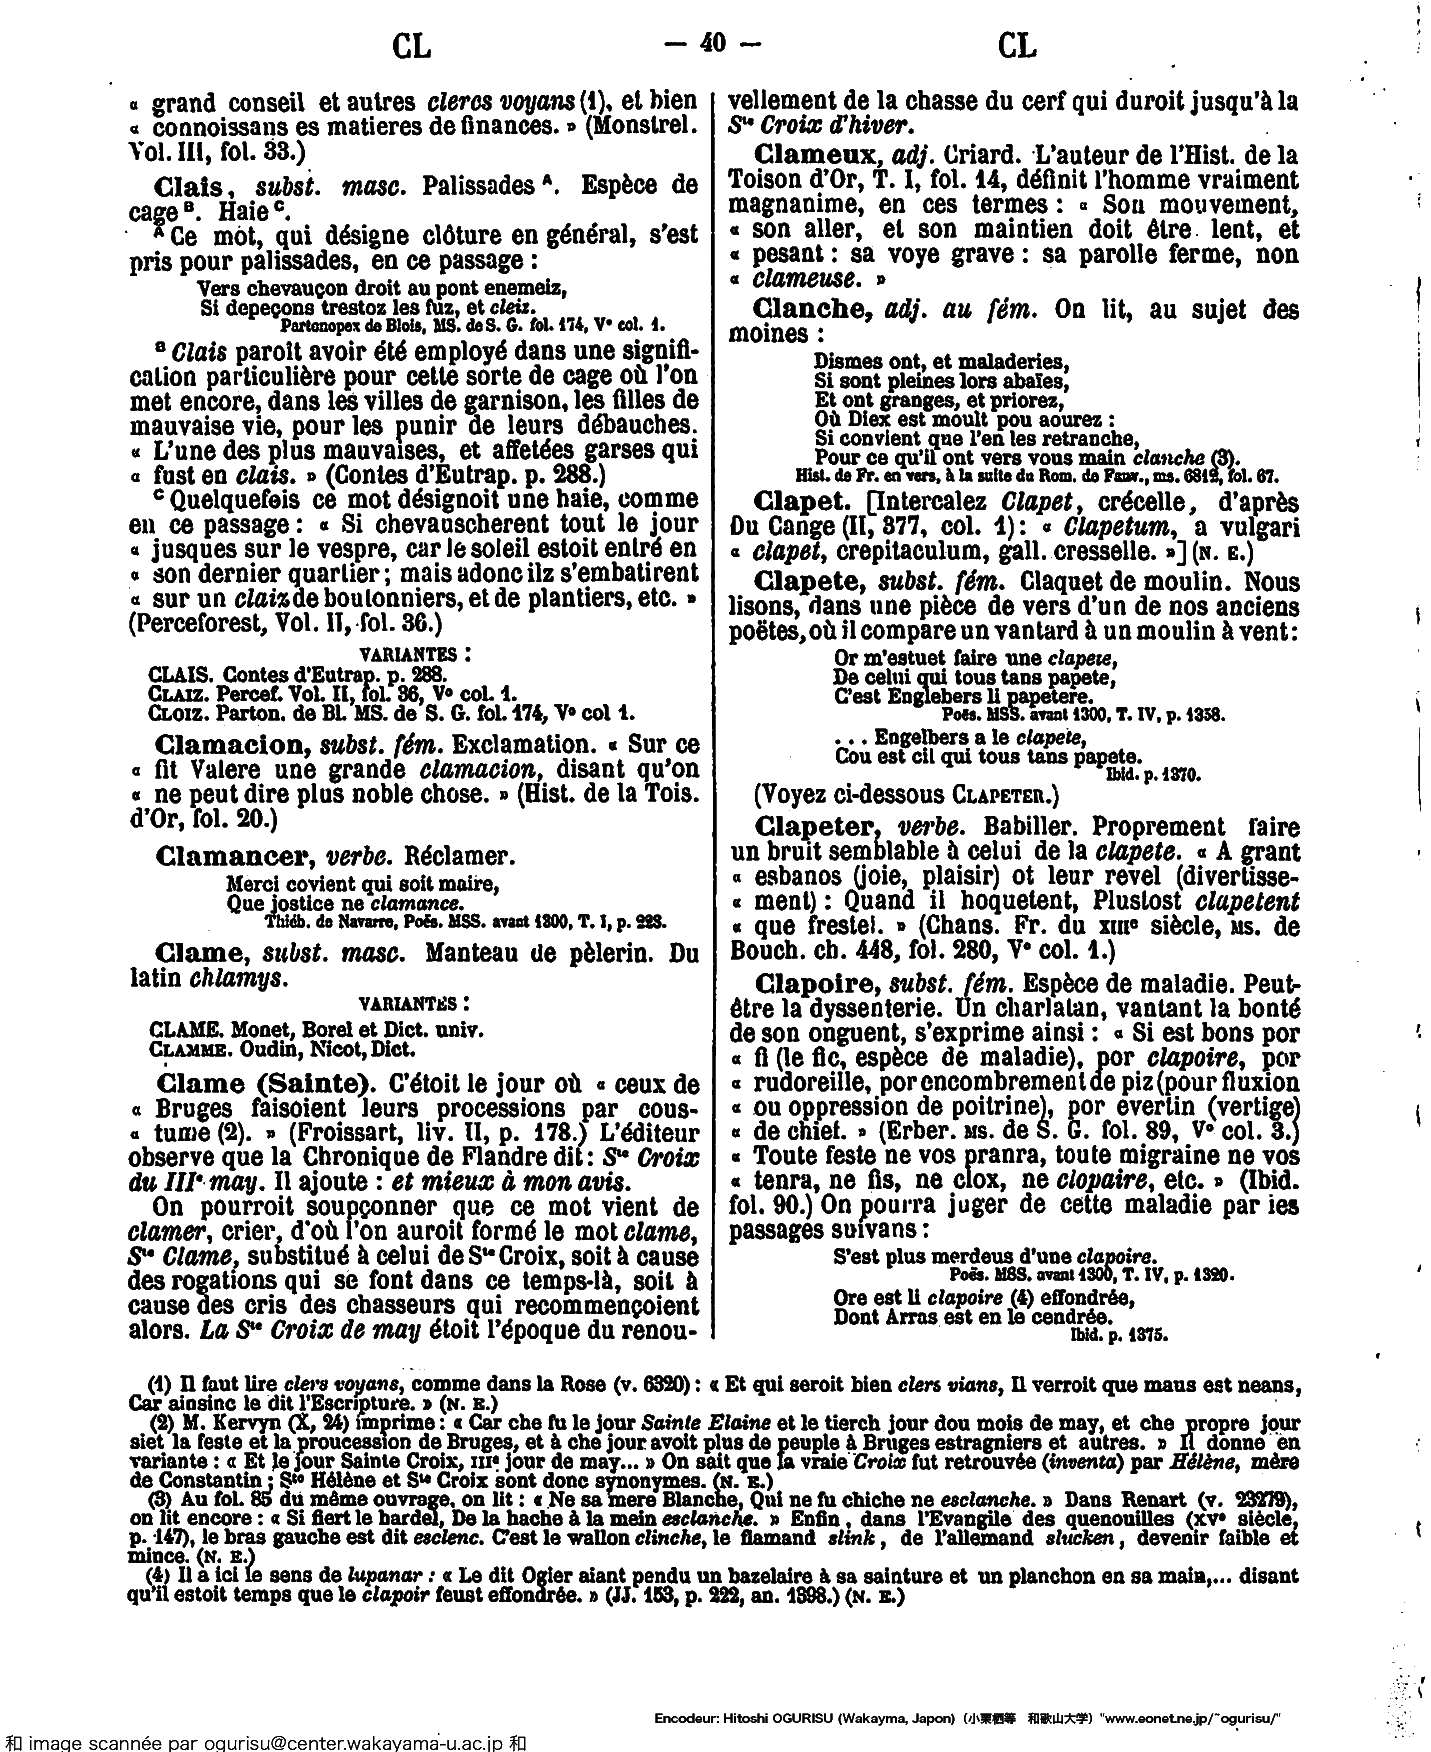 CL — 40 — CL
« grand conseil et autres clercs voyans (1), et bien
« connoissans es matieres de finances. » (Monstrel.
Vol. III, fol. 33.)
Clais, subst. masc. Palissades A. Espèce de
cage B. Haie C.
A Ce mot, qui désigne clôture en général, s'est
pris pour palissades, en ce passage :
Vers chevauçon droit au pont enemeiz,
Si depeçons trestoz les fuz, et cleiz.
Partonopex de Blois, MS. de S. G. fol. 174, V° col. 1.
B Clais paroit avoir été employé dans une signifi-
cation particulière pour cette sorte de cage où l'on
met encore, dans les villes de garnison, les filles de
mauvaise vie, pour les punir de leurs débauches.
« L'une des plus mauvaises, et affetées garses qui
« fust en clais. » (Contes d'Eutrap. p. 288.)
C Quelquefois ce mot désignoit une haie, comme
en ce passage : « Si chevauscherent tout le jour
« jusques sur le vespre, car le soleil estoit entré en
« son dernier quartier ; mais adonc ilz s'embatirent
« sur un claiz de boutonniers, et de plantiers, etc. »
(Perceforest, Vol. II, fol. 36.)
VARIANTES :
CLAIS. Contes d'Eutrap. p. 288.
CLAIZ. Percef. Vol. II, fol. 36, V° col. 1.
CLOIZ. Parton. de Bl. MS. de S. G. fol. 174, V° col 1.
Clamacion, subst. fém. Exclamation. « Sur ce
« fit Valere une grande clamacion, disant qu'on
« ne peut dire plus noble chose. » (Hist. de la Tois.
d'Or, fol. 20.)
Clamancer, verbe. Réclamer.
Merci covient qui soit maire,
Que jostice ne clamance.
Thiéb. de Navarre, Poés. MSS. avant 1300, T. I, p. 223.
Clame, subst. masc. Manteau de pèlerin. Du
latin chlamys.
VARIANTES :
CLAME. Monet, Borel et Dict. univ.
CLAMME. Oudin, Nicot, Dict.
Clame (Sainte). C'étoit le jour où « ceux de
« Bruges faisoient leurs processions par cous-
« tume (2). » (Froissart, liv. II, p. 178.) L'éditeur
observe que la Chronique de Flandre dit : Ste Croix
du IIIe may. Il ajoute : et mieux à mon avis.
On pourroit soupçonner que ce mot vient de
clamer, crier, d'où l'on auroit formé le mot clame,
Ste Clame, substitué à celui de Ste Croix, soit à cause
des rogations qui se font dans ce temps-là, soit à
cause des cris des chasseurs qui recommençoient
alors. La Ste Croix de may étoit l'époque du renou-
vellement de la chasse du cerf qui duroit jusqu'à la
Ste Croix d'hiver.
Clameux, adj. Criard. L'auteur de l'Hist. de la
Toison d'Or, T. I, fol. 14, définit l'homme vraiment
magnanime, en ces termes : « Son mouvement,
« son aller, et son maintien doit être lent, et
« pesant : sa voye grave : sa parolle ferme, non
« clameuse. »
Clanche, adj. au fém. On lit, au sujet des
moines :
Dismes ont, et maladeries,
Si sont pleines lors abaïes,
Et ont granges, et priorez,
Où Diex est moult pou aourez :
Si convient que l'en les retranche,
Pour ce qu'il ont vers vous main clanche (3).
Hist. de Fr. en vers, à la suite du Rom. de Fauv., ms. 6812, fol. 67.
Clapet. [Intercalez Clapet, crécelle, d'après
Du Cange (II, 377, col. 1) : « Clapetum, a vulgari
« clapet, crepitaculum, gall. cresselle. »] (N. E.)
Clapete, subst. fém. Claquet de moulin. Nous
lisons, dans une pièce de vers d'un de nos anciens
poëtes, où il compare un vantard à un moulin à vent :
Or m'estuet faire une clapete,
De celui qui tous tans papete,
C'est Englebers li papetere.
Poës. MSS. avant 1300, T. IV, p. 1358.
. . . Engelbers a le clapete,
Cou est cil qui tous tans papete.
Ibid. p. 1370.
(Voyez ci-dessous CLAPETER.)
Clapeter, verbe. Babiller. Proprement faire
un bruit semblable à celui de la clapete. « A grant
« esbanos (joie, plaisir) ot leur revel (divertisse-
« ment) : Quand il hoquetent, Plustost clapetent
« que frestel. » (Chans. Fr. du XIIIe siècle, MS. de
Bouch. ch. 448, fol. 280, V° col. 1.)
Clapoire, subst. fém. Espèce de maladie. Peut-
être la dyssenterie. Un charlatan, vantant la bonté
de son onguent, s'exprime ainsi : « Si est bons por
« fi (le fic, espèce de maladie), por clapoire, por
« rudoreille, por encombrement de piz (pour fluxion
« ou oppression de poitrine), por evertin (vertige)
« de chief. » (Erber. MS. de S. G. fol. 89, V° col. 3.)
« Toute feste ne vos pranra, toute migraine ne vos
« tenra, ne fis, ne clox, ne clopaire, etc. » (Ibid.
fol. 90.) On pourra juger de cette maladie par les
passages suivans :
S'est plus merdeus d'une clapoire.
Poës. MSS. avant 1300, T. IV, p. 1320.
Ore est li clapoire (4) effondrée,
Dont Arras est en le cendrée.
Ibid. p. 1375.
(1) Il faut lire clers voyans, comme dans la Rose (v. 6320) : « Et qui seroit bien clers vians, Il verroit que maus est neans,
Car ainsinc le dit l'Escripture. » (N. E.)
(2) M. Kervyn (X, 24) imprime : « Car che fu le jour Sainte Elaine et le tierch jour dou mois de may, et che propre jour
siet la feste et la proucession de Bruges, et à che jour avoit plus de peuple à Bruges estragniers et autres. » Il donne en
variante : « Et le jour Sainte Croix, IIIe jour de may... » On sait que la vraie Croix fut retrouvée (inventa) par Hélène, mère
de Constantin ; Ste Hélène et Ste Croix sont donc synonymes. (N. E.)
(3) Au fol. 85 du même ouvrage, on lit : « Ne sa mere Blanche, Qui ne fu chiche ne esclanche. » Dans Renart (v. 23279),
on lit encore : « Si fiert le bardel, De la hache à la mein esclanche. » Enfin, dans l'Evangile des quenouilles (XVe siècle,
p. 147), le bras gauche est dit esclenc. C'est le wallon clinche, le flamand slink, de l'allemand slucken, devenir faible et
mince. (N. E.)
(4) Il a ici le sens de lupanar : « Le dit Ogier aiant pendu un bazelaire à sa sainture et un planchon en sa main,... disant
qu'il estoit temps que le clapoir feust effondrée. » (JJ. 153, p. 222, an. 1398.) (N. E.)
Encodeur: Hitoshi OGURISU (Wakayma, Japon) (小栗栖等 和歌山大学) "www.eonet.ne.jp/~ogurisu/"
和 image scannée par ogurisu@center.wakayama-u.ac.jp 和